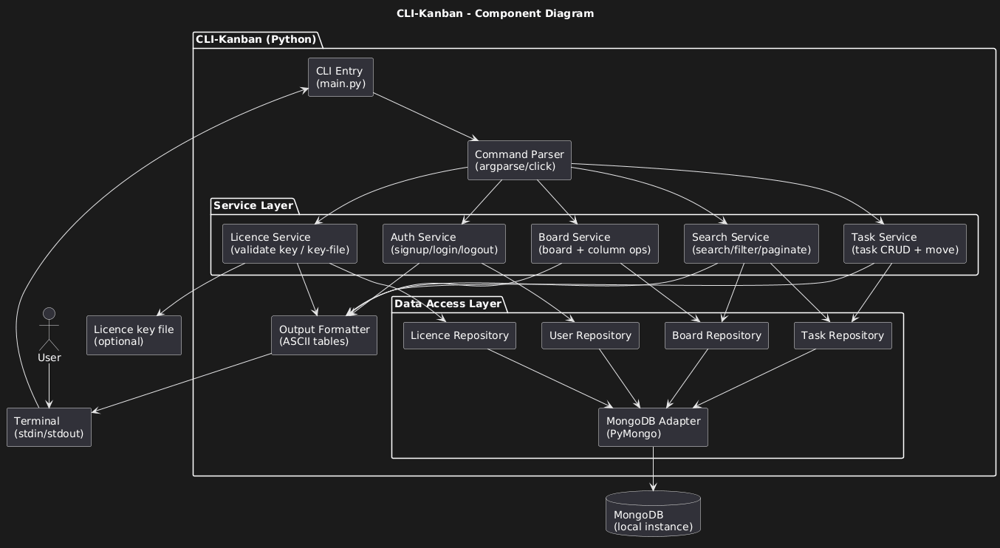 CLI-Kanban - Component Diagram
CLI-Kanban (Python)
CLI Entry
(main.py)
Command Parser
(argparse/click)
Service Layer
Licence Service
(validate key / key-file)
Auth Service
(signup/login/logout)
Board Service
(board + column ops)
Search Service
(search/filter/paginate)
Task Service
(task CRUD + move)
Data Access Layer
Licence key file
(optional)
Output Formatter
(ASCII tables)
Licence Repository
User Repository
Board Repository
Task Repository
User
Terminal
(stdin/stdout)
MongoDB Adapter
(PyMongo)
MongoDB
(local instance)